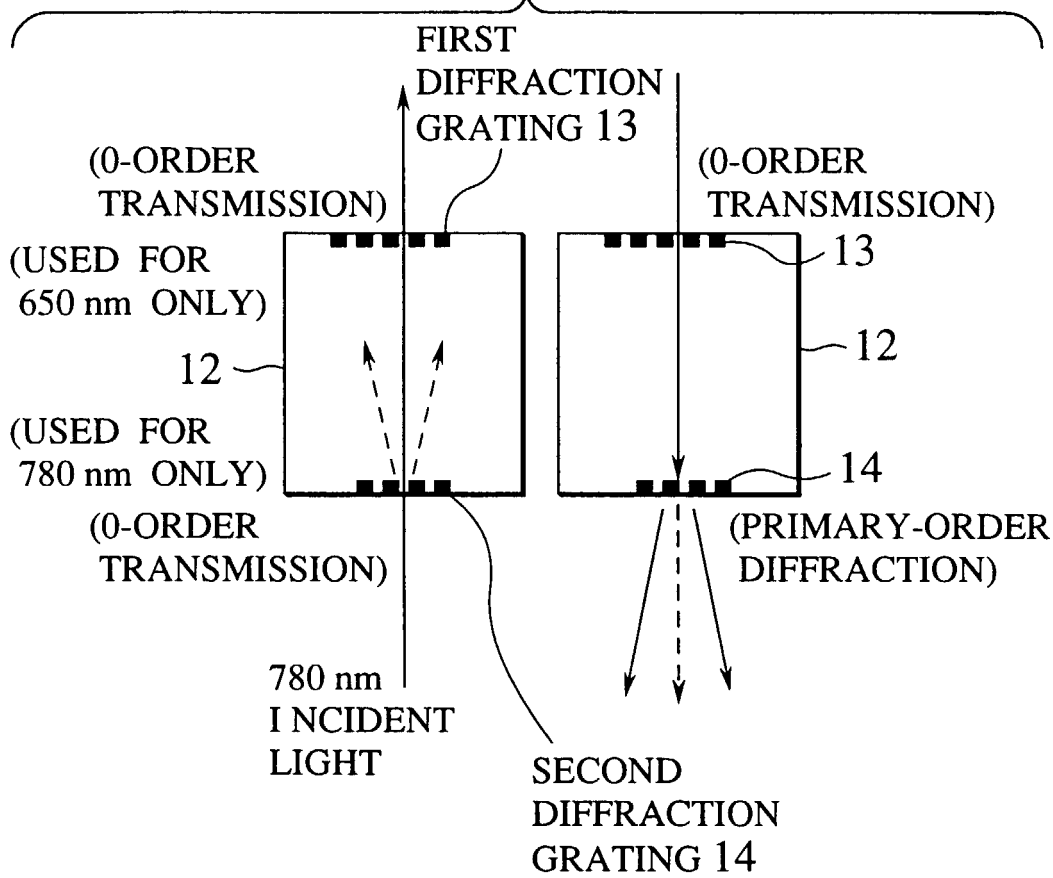 FIRST
DIFFRACTION
GRATING 13
(0-ORDER
TRANSMISSION)
(0-ORDER
TRANSMISSION)
(USED FOR
650 nm ONLY)
13
12
12
(USED FOR
780 nm ONLY)
14
(0-ORDER
TRANSMISSION)
(PRIMARY-ORDER
DIFFRACTION)
780 nm
I NCIDENT
LIGHT
SECOND
DIFFRACTION
GRATING 14